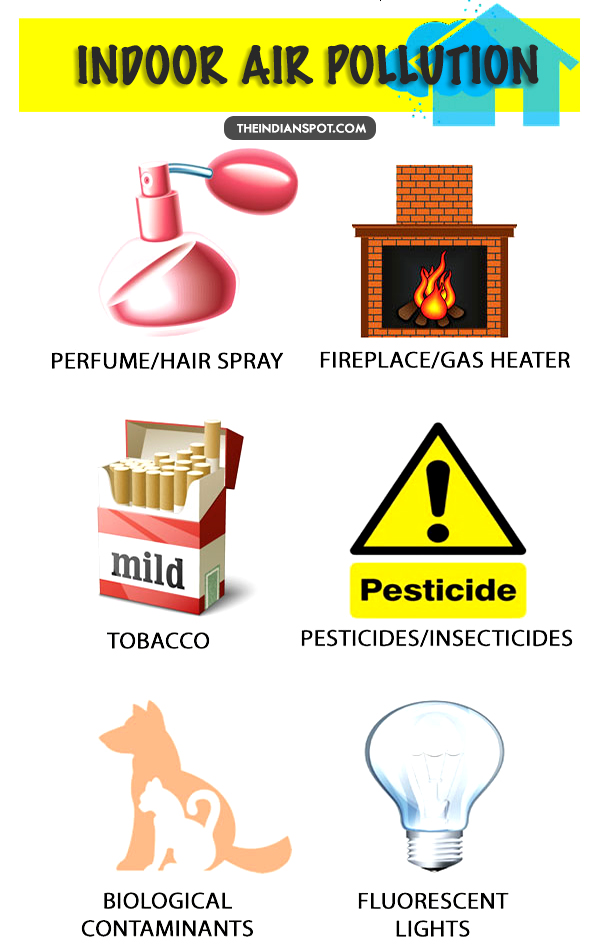 INDOOR AIR POLLUTION
THEINDIANSPOT.COM
PERFUME/HAIR SPRAY
FIREPLACE/GAS HEATER
mild
TOBACCO
Pesticide
PESTICIDES/INSECTICIDES
BIOLOGICAL
CONTAMINANTS
FLUORESCENT
LIGHTS